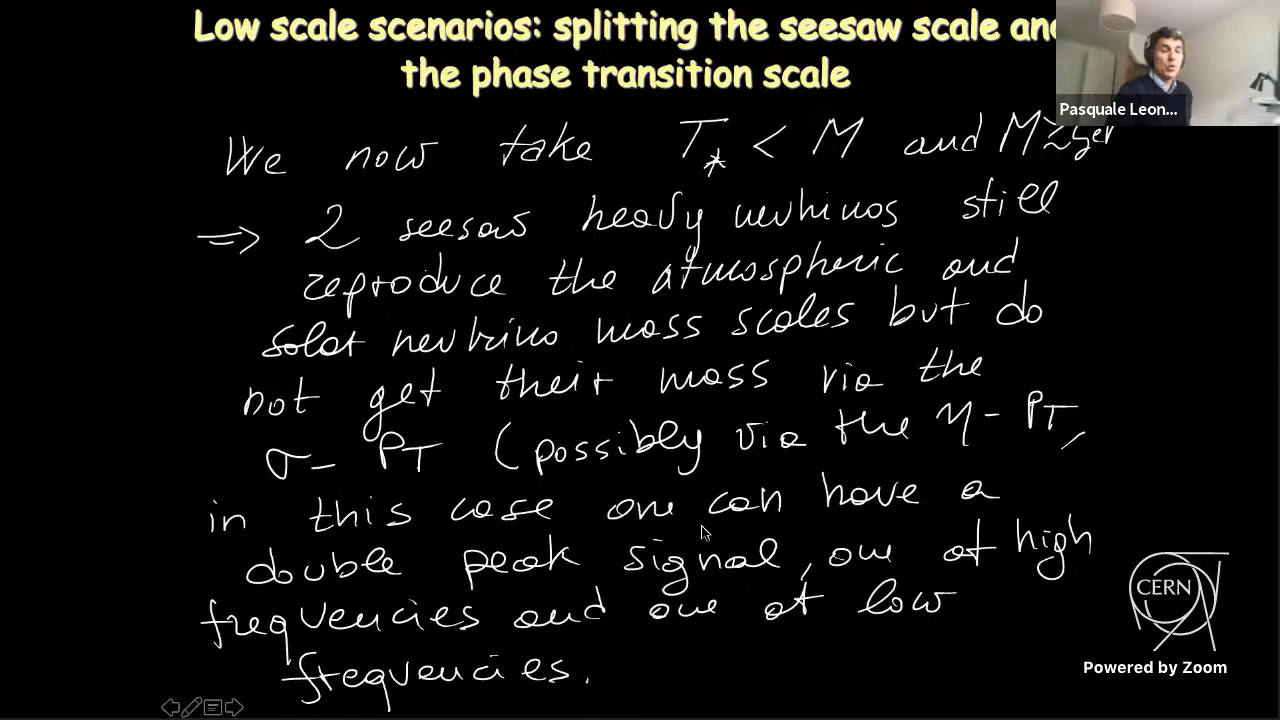 Low scale scenarios: splitting the seesaw scale and
the phase transition scale
Pasquale Leon...
We now take T* < M and M ≳ GeV
⇒ 2 seesaw heavy neutrinos still
reproduce the atmospheric and
solar neutrino mass scales but do
not get their mass via the
σ- PT (possibly via the η- PT,
in this case one can have a
double peak signal, one at high
frequencies and one at low
frequencies.
CERN
Powered by Zoom